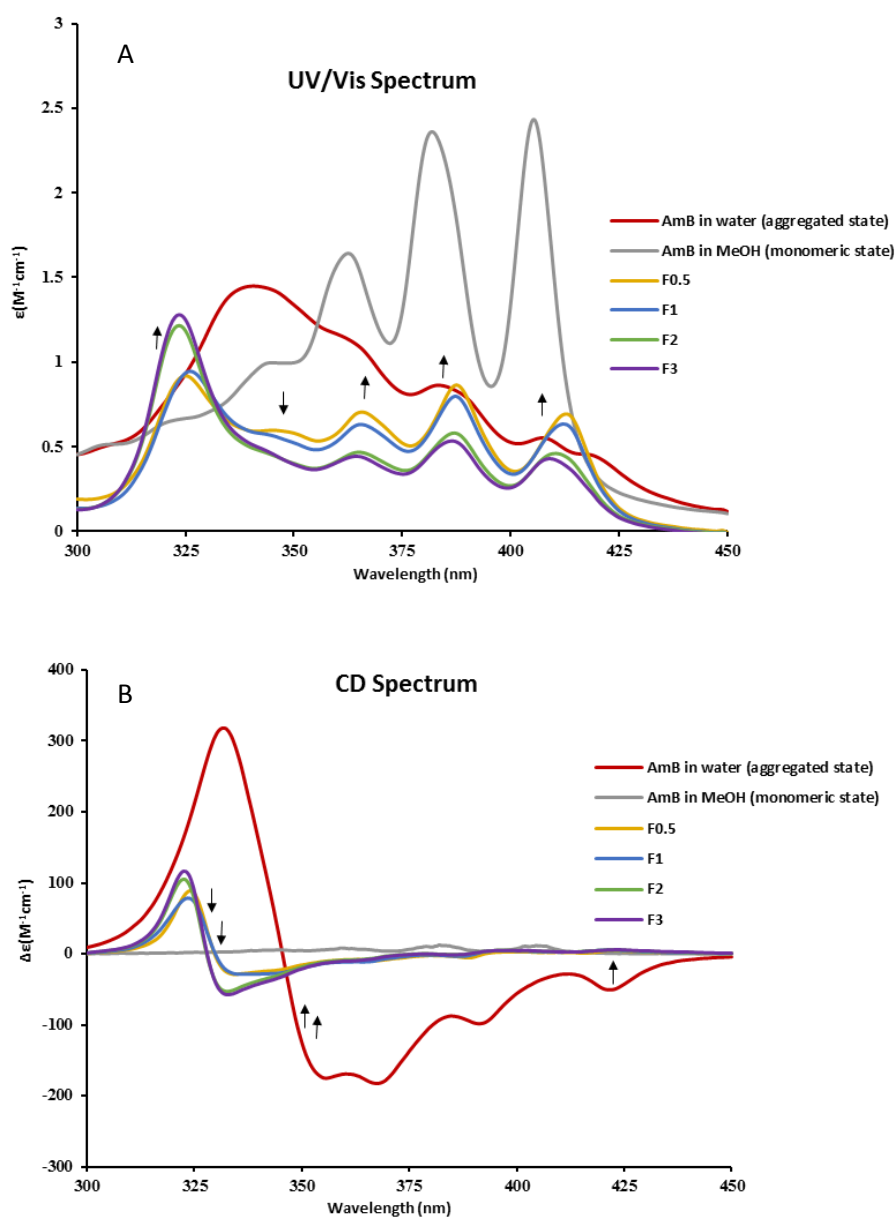 A
UV/Vis Spectrum
3
2.5
2
1.5
1
0.5
0
ε(M⁻¹cm⁻¹)
300 325 350 375 400 425 450
Wavelength (nm)
AmB in water (aggregated state)
AmB in MeOH (monomeric state)
F0.5
F1
F2
F3
B
CD Spectrum
400
300
200
100
0
-100
-200
-300
Δε(M⁻¹cm⁻¹)
300 325 350 375 400 425 450
Wavelength (nm)
AmB in water (aggregated state)
AmB in MeOH (monomeric state)
F0.5
F1
F2
F3